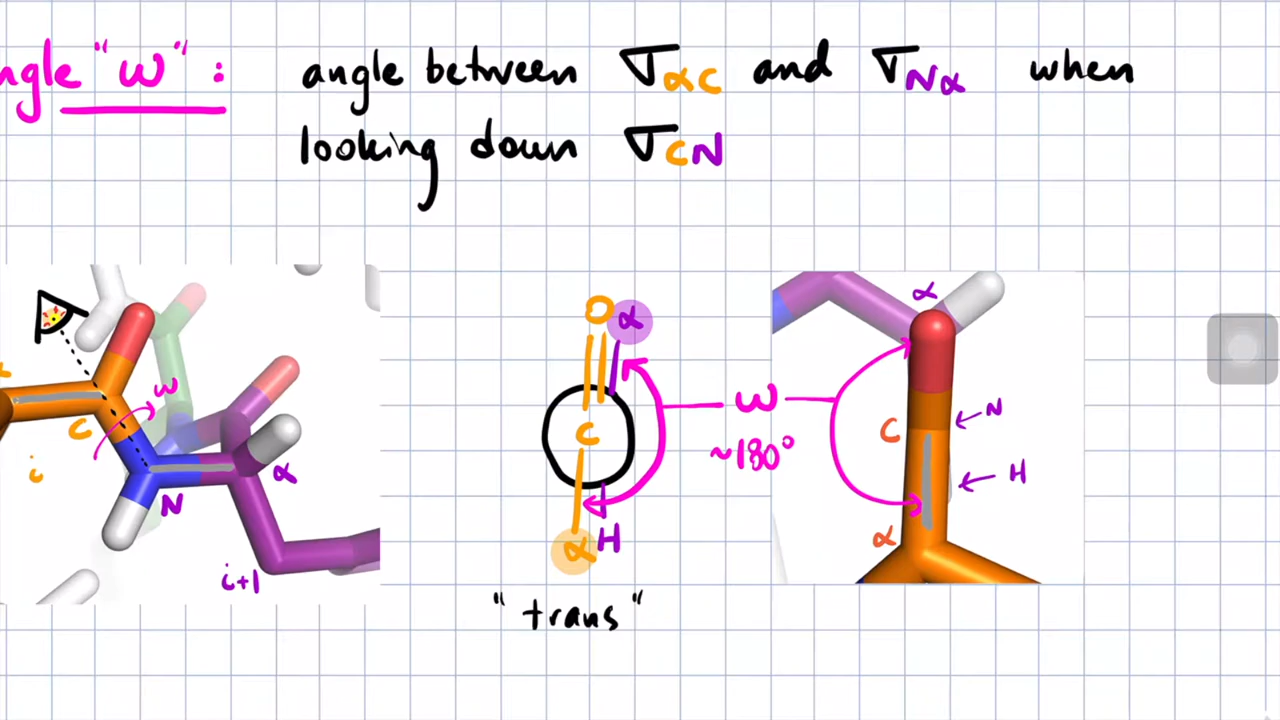 ngle "ω" : angle between σαC and σNα when
looking down σCN
α
C
ω
i
N
α
i+1
O
α
C
α
H
"trans"
ω
~180°
α
C
N
H
α